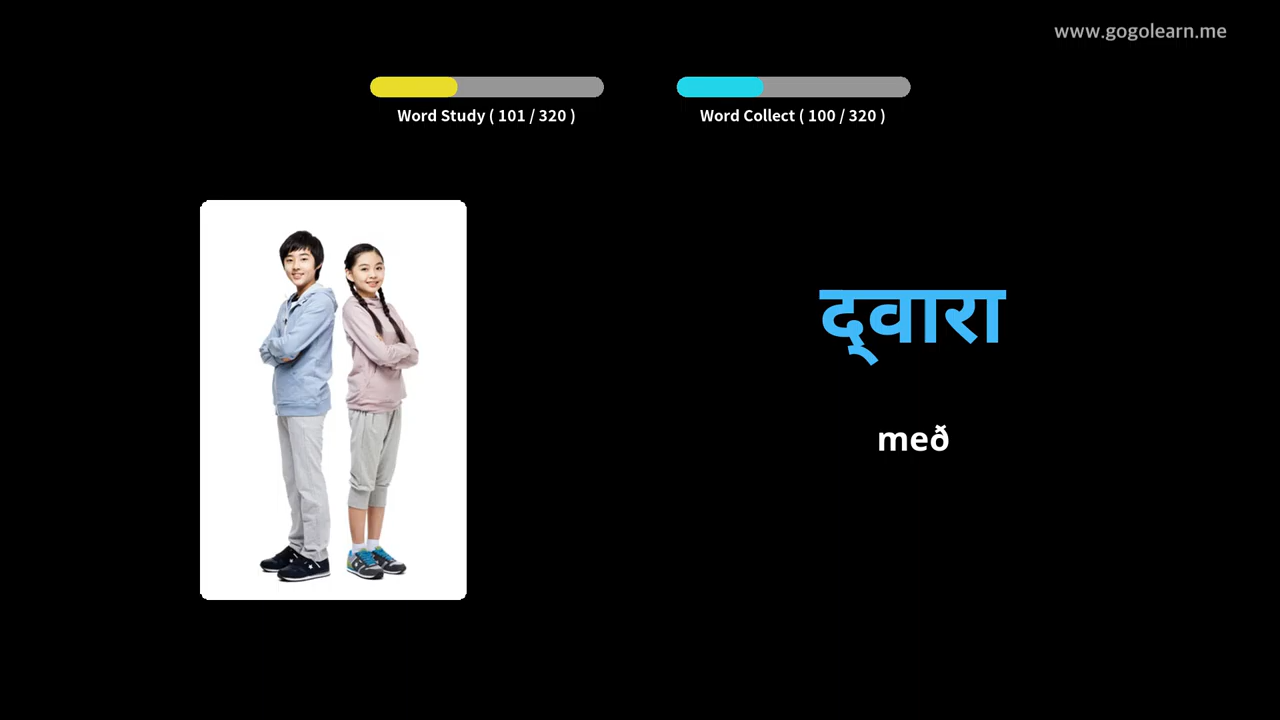 www.gogolearn.me
Word Study ( 101 / 320 )
Word Collect ( 100 / 320 )
द्‌वारा
með